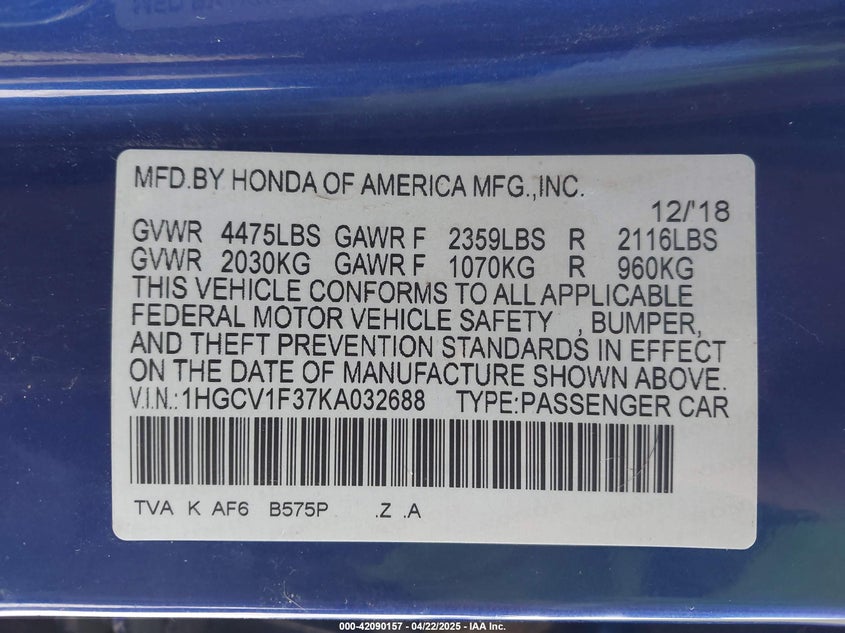 MFD.BY HONDA OF AMERICA MFG.,INC.
12/'18
GVWR 4475LBS GAWR F 2359LBS R 2116LBS
GVWR 2030KG GAWR F 1070KG R 960KG
THIS VEHICLE CONFORMS TO ALL APPLICABLE
FEDERAL MOTOR VEHICLE SAFETY , BUMPER,
AND THEFT PREVENTION STANDARDS IN EFFECT
ON THE DATE OF MANUFACTURE SHOWN ABOVE.
V.I.N.:1HGCV1F37KA032688 TYPE:PASSENGER CAR
TVA K AF6 B575P .Z .A
000-42090157 - 04/22/2025 - IAA Inc.